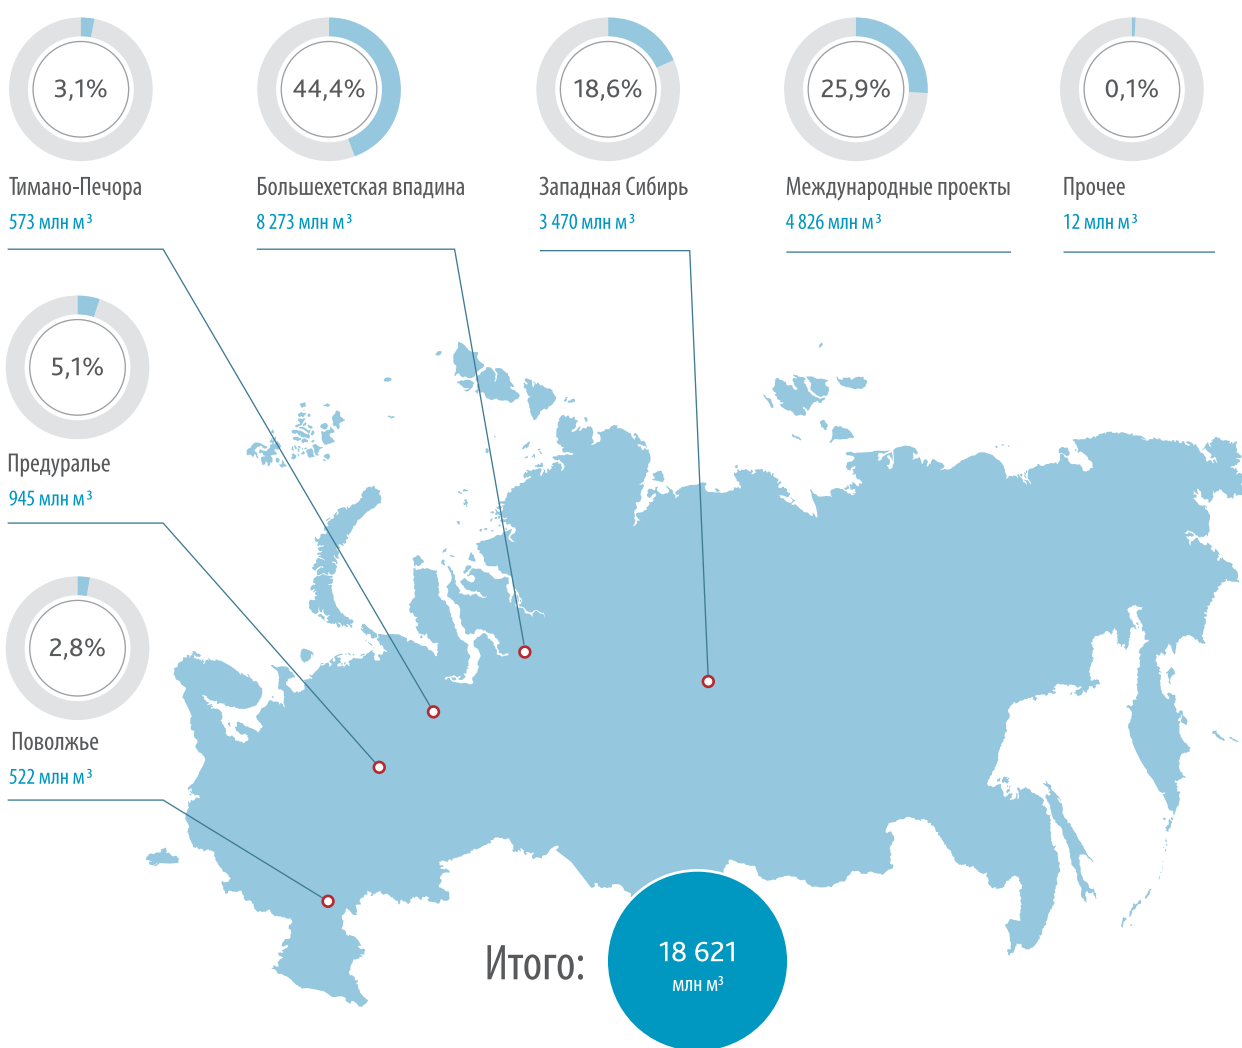 3,1%
Тимано-Печора
573 млн м³
44,4%
Большехетская впадина
8 273 млн м³
18,6%
Западная Сибирь
3 470 млн м³
25,9%
Международные проекты
4 826 млн м³
0,1%
Прочее
12 млн м³
5,1%
Предуралье
945 млн м³
2,8%
Поволжье
522 млн м³
Итого:
18 621
млн м³